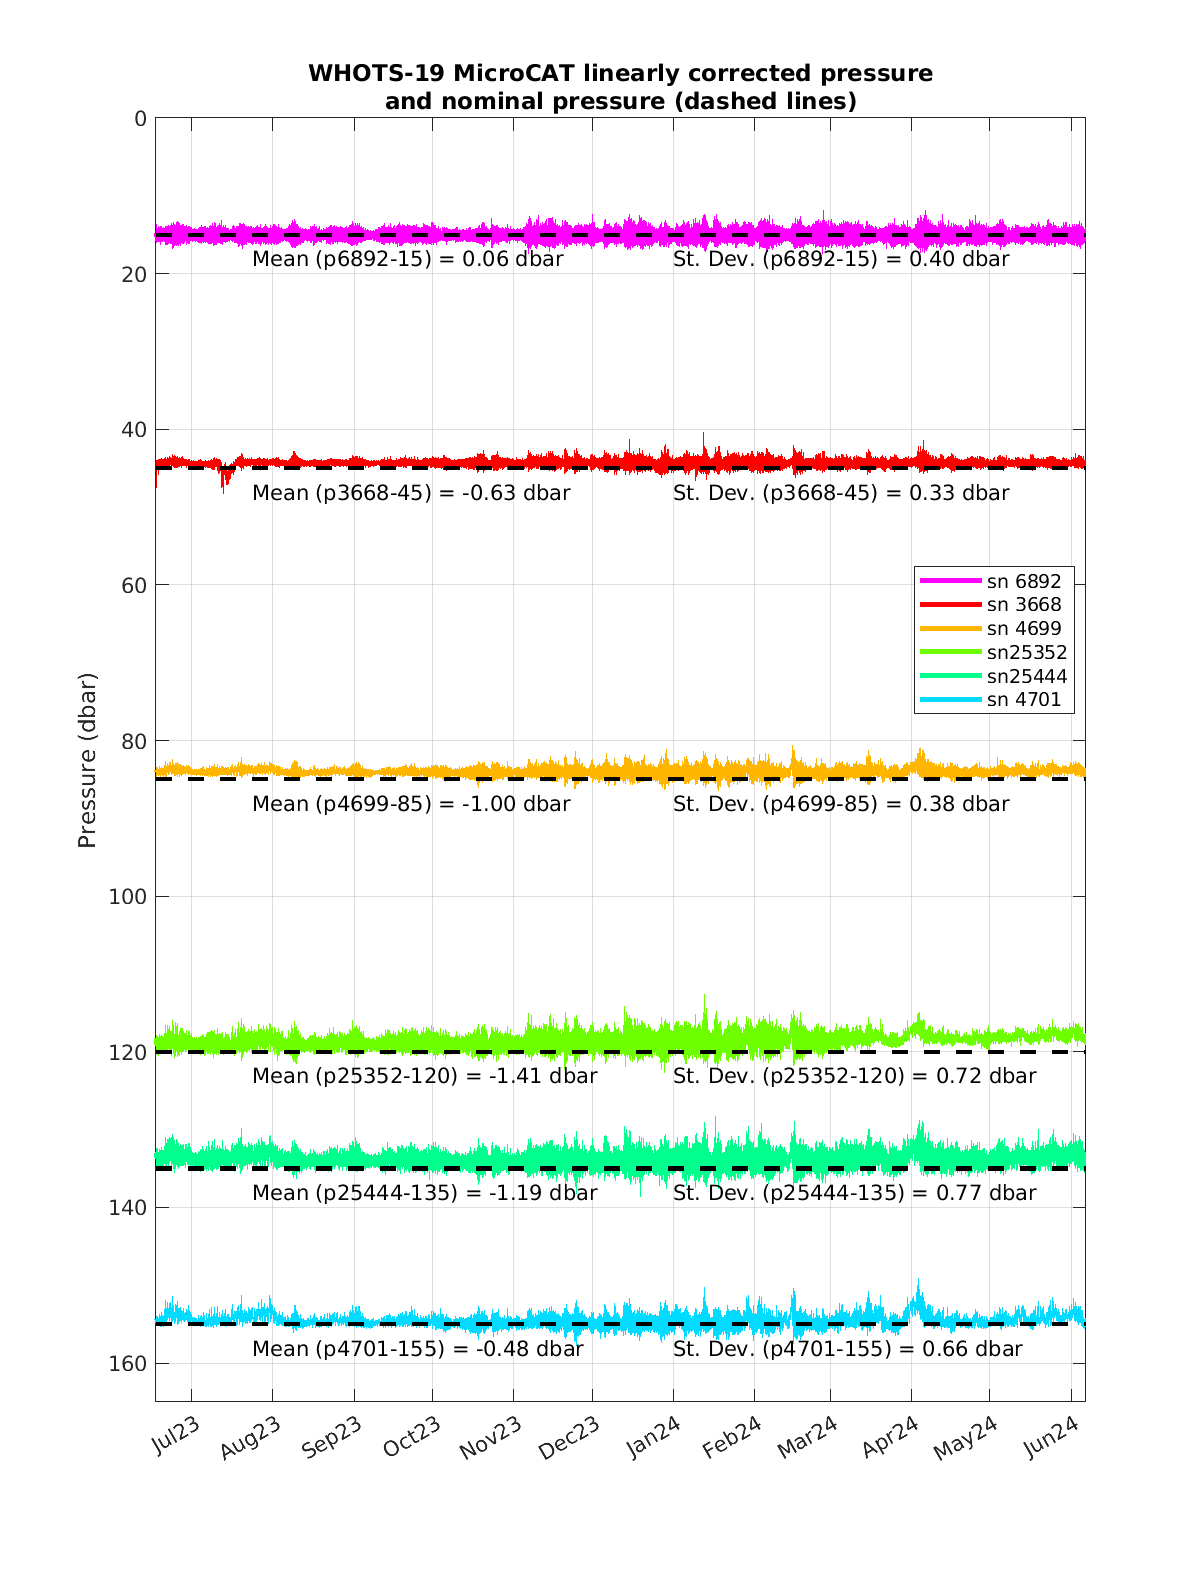 WHOTS-19 MicroCAT linearly corrected pressure
and nominal pressure (dashed lines)
Pressure (dbar)
0
20
40
60
80
100
120
140
160
Mean (p6892-15) = 0.06 dbar
St. Dev. (p6892-15) = 0.40 dbar
Mean (p3668-45) = -0.63 dbar
St. Dev. (p3668-45) = 0.33 dbar
sn 6892
sn 3668
sn 4699
sn25352
sn25444
sn 4701
Mean (p4699-85) = -1.00 dbar
St. Dev. (p4699-85) = 0.38 dbar
Mean (p25352-120) = -1.41 dbar
St. Dev. (p25352-120) = 0.72 dbar
Mean (p25444-135) = -1.19 dbar
St. Dev. (p25444-135) = 0.77 dbar
Mean (p4701-155) = -0.48 dbar
St. Dev. (p4701-155) = 0.66 dbar
Jul23
Aug23
Sep23
Oct23
Nov23
Dec23
Jan24
Feb24
Mar24
Apr24
May24
Jun24